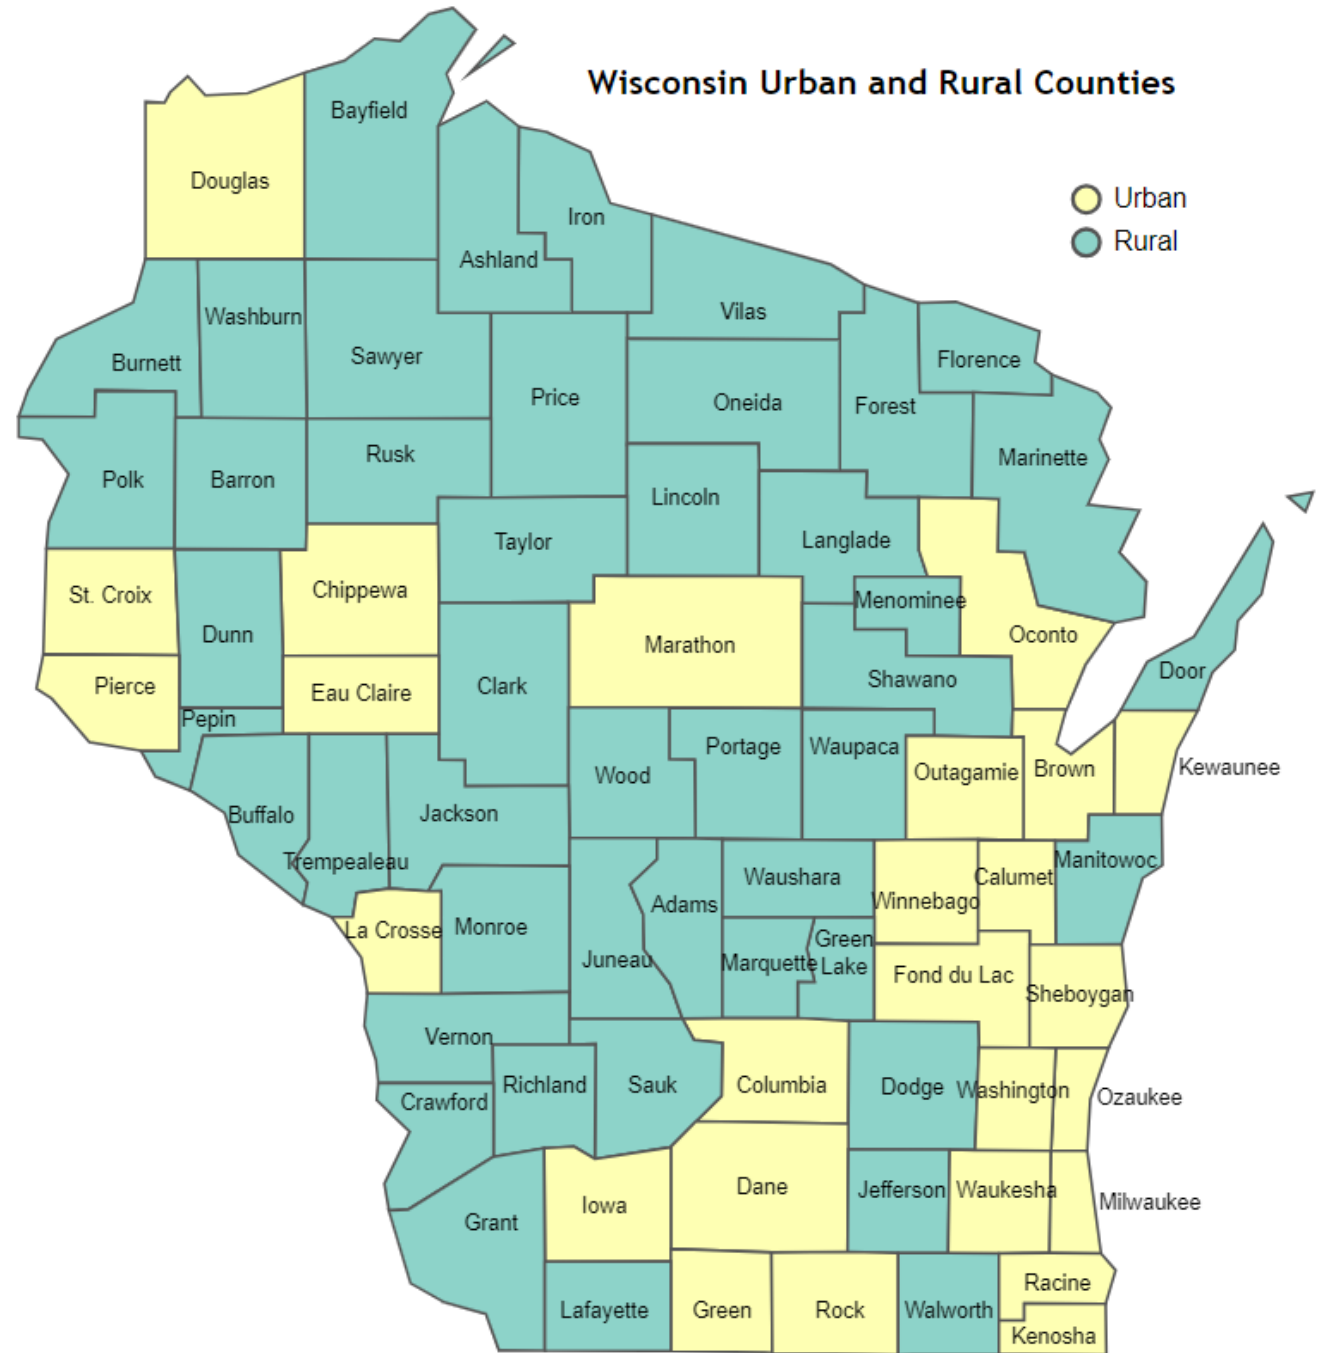 Wisconsin Urban and Rural Counties
Urban
Rural
Bayfield
Douglas
Iron
Ashland
Vilas
Washburn
Burnett
Sawyer
Florence
Price
Oneida
Forest
Rusk
Marinette
Polk
Barron
Lincoln
Taylor
Langlade
St. Croix
Chippewa
Menominee
Dunn
Marathon
Oconto
Pierce
Eau Claire
Clark
Shawano
Door
Pepin
Portage
Waupaca
Wood
Outagamie
Brown
Kewaunee
Buffalo
Jackson
Trempealeau
Manitowoc
Waushara
Calumet
Adams
Winnebago
La Crosse
Monroe
Juneau
Marquette
Green
Lake
Fond du Lac
Sheboygan
Vernon
Richland
Sauk
Columbia
Dodge
Washington
Ozaukee
Crawford
Dane
Jefferson
Waukesha
Milwaukee
Iowa
Grant
Racine
Lafayette
Green
Rock
Walworth
Kenosha